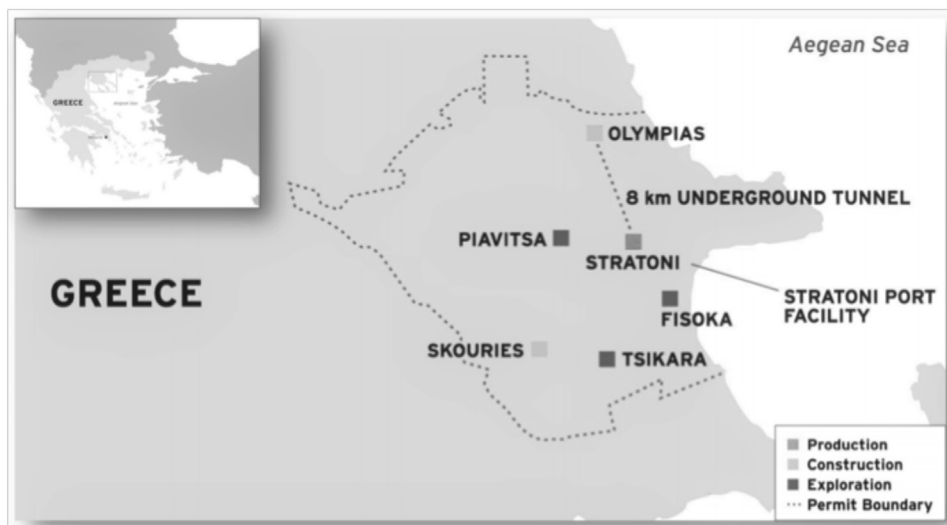 Aegean Sea
GREECE
OLYMPIAS
8 km UNDERGROUND TUNNEL
PIAVITSA
STRATONI
GREECE
STRATONI PORT
FACILITY
FISOKA
SKOURIES
TSIKARA
Production
Construction
Exploration
Permit Boundary